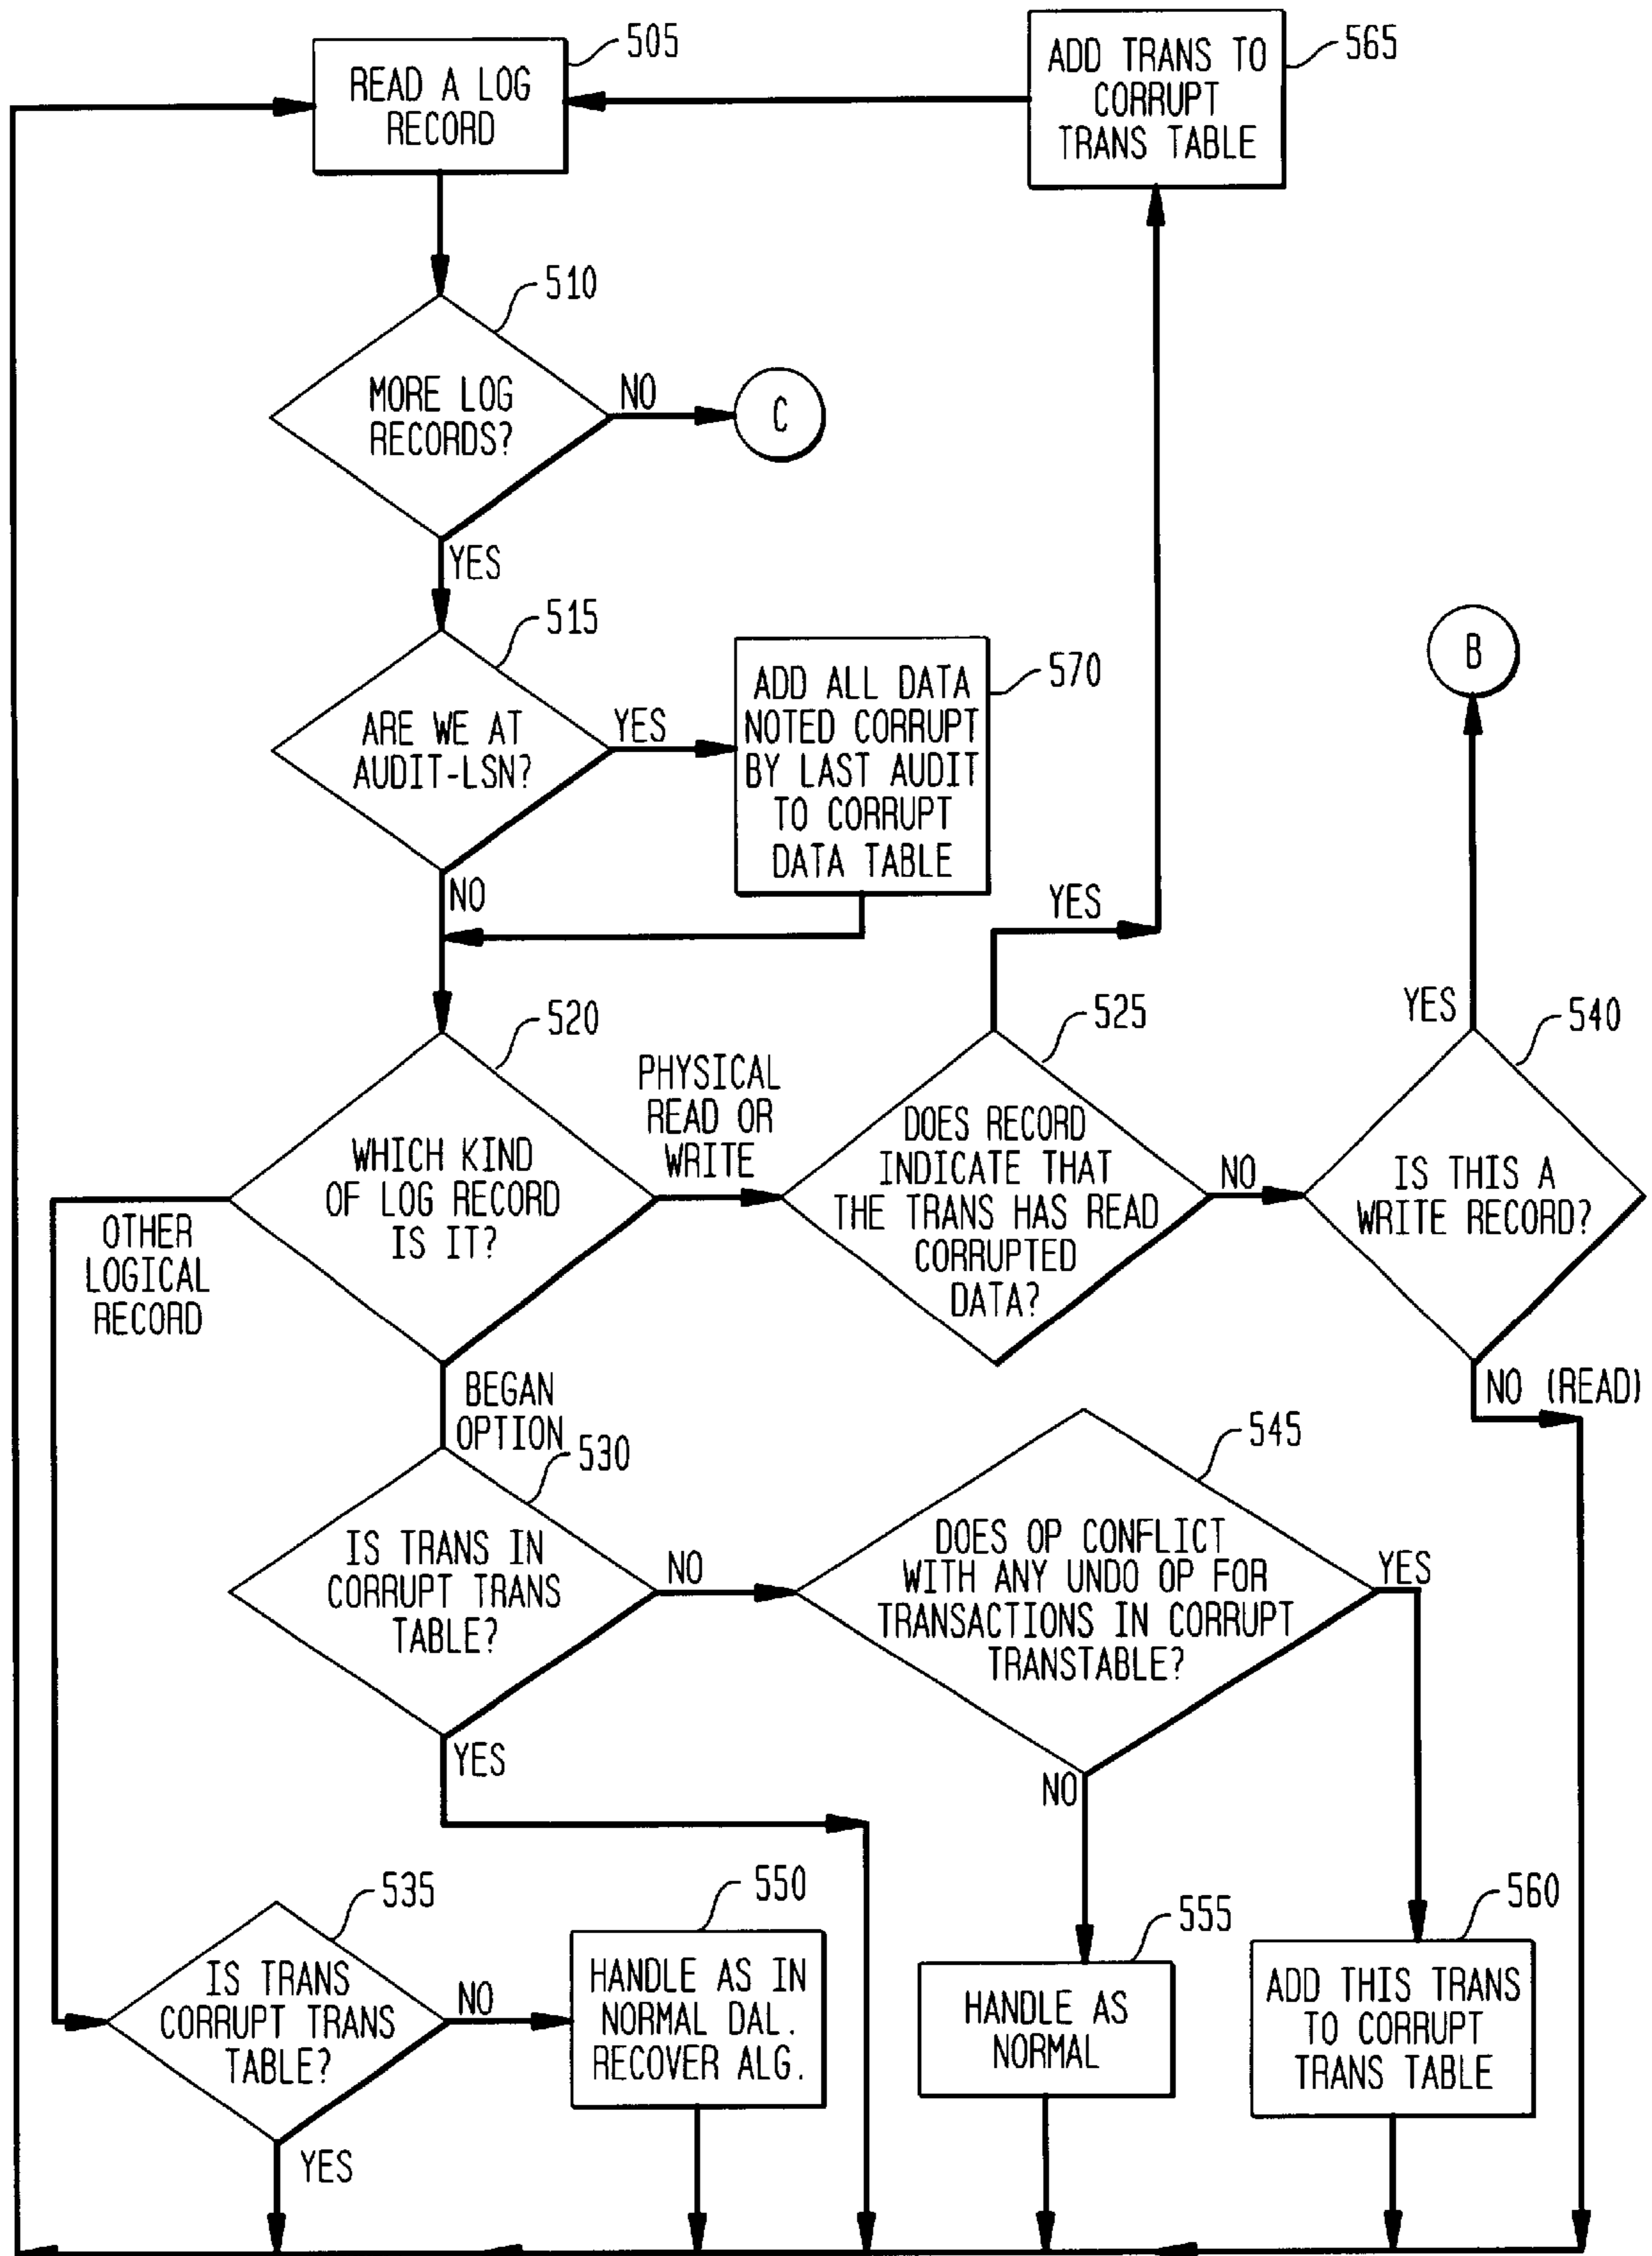 READ A LOG
RECORD
505
ADD TRANS TO
CORRUPT
TRANS TABLE
565
510
MORE LOG
RECORDS?
NO
C
YES
515
ARE WE AT
AUDIT-LSN?
YES
ADD ALL DATA
NOTED CORRUPT
BY LAST AUDIT
TO CORRUPT
DATA TABLE
570
B
NO
YES
520
WHICH KIND
OF LOG RECORD
IS IT?
PHYSICAL
READ OR
WRITE
525
DOES RECORD
INDICATE THAT
THE TRANS HAS READ
CORRUPTED
DATA?
NO
YES
540
IS THIS A
WRITE RECORD?
NO (READ)
OTHER
LOGICAL
RECORD
BEGAN
OPTION
530
IS TRANS IN
CORRUPT TRANS
TABLE?
NO
545
DOES OP CONFLICT
WITH ANY UNDO OP FOR
TRANSACTIONS IN CORRUPT
TRANSTABLE?
YES
YES
NO
535
IS TRANS
CORRUPT TRANS
TABLE?
NO
550
HANDLE AS IN
NORMAL DAL.
RECOVER ALG.
555
HANDLE AS
NORMAL
560
ADD THIS TRANS
TO CORRUPT
TRANS TABLE
YES